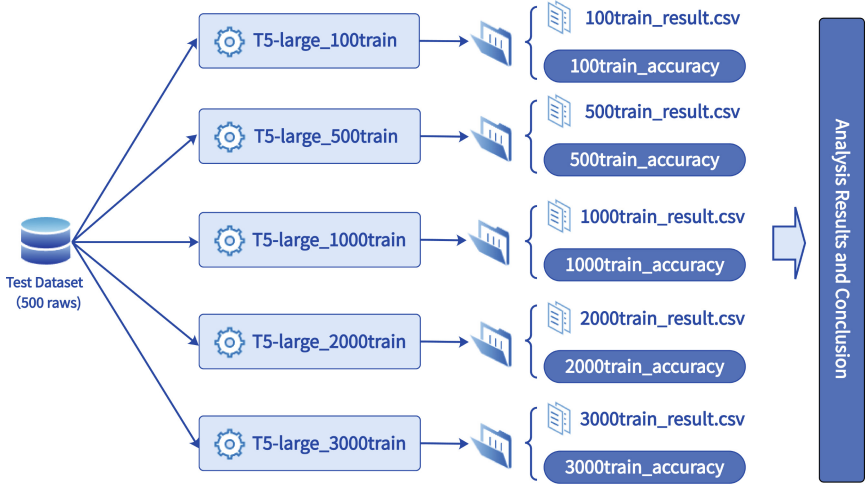 Test Dataset
(500 raws)
T5-large_100train
100train_result.csv
100train_accuracy
T5-large_500train
500train_result.csv
500train_accuracy
T5-large_1000train
1000train_result.csv
1000train_accuracy
T5-large_2000train
2000train_result.csv
2000train_accuracy
T5-large_3000train
3000train_result.csv
3000train_accuracy
Analysis Results and Conclusion